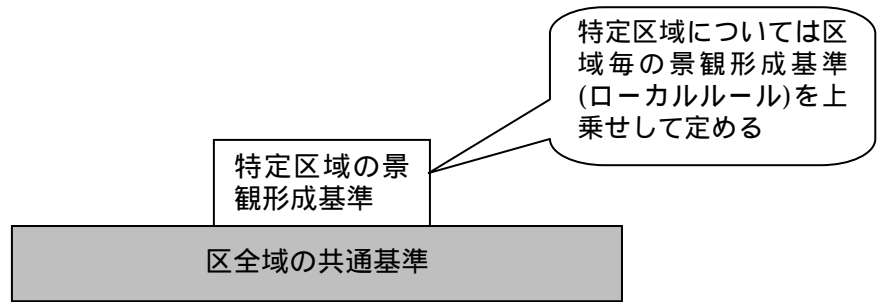 特定区域については区
域毎の景観形成基準
(ローカルルール)を上
乗せして定める
特定区域の景
観形成基準
区全域の共通基準